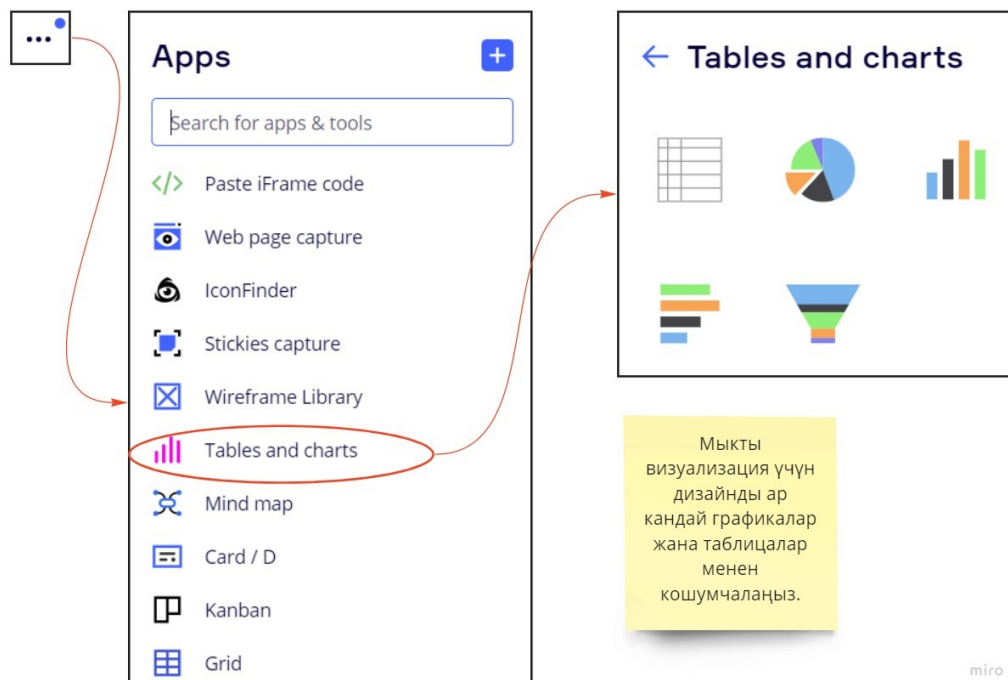 Apps
Search for apps & tools
Paste iFrame code
Web page capture
IconFinder
Stickies capture
Wireframe Library
Tables and charts
Mind map
Card / D
Kanban
Grid
Tables and charts
Мыкты
визуализация үчүн
дизайнды ар
кандай графикалар
жана таблицалар
менен
кошумчалаңыз.
miro